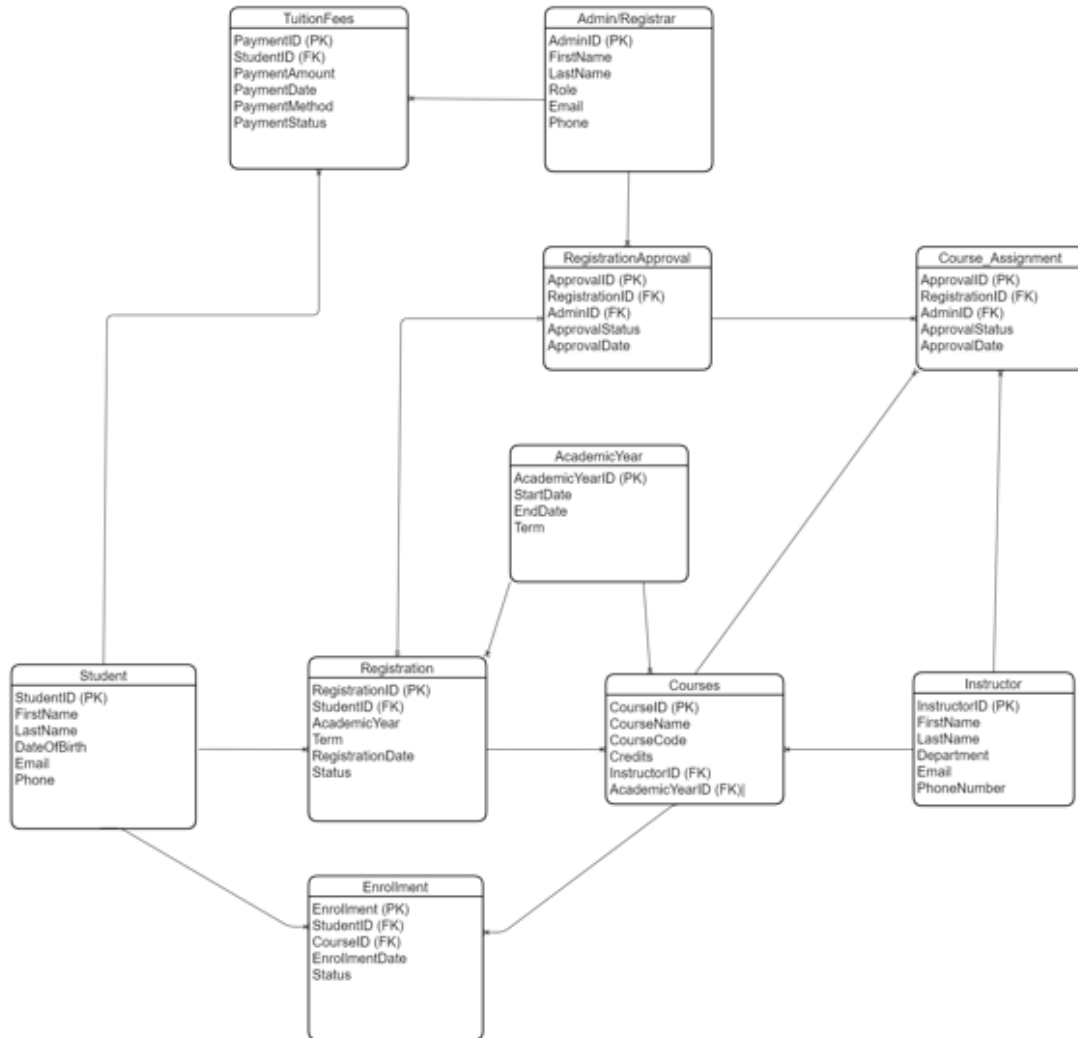 TuitionFees
PaymentID (PK)
StudentID (FK)
PaymentAmount
PaymentDate
PaymentMethod
PaymentStatus
Admin/Registrar
AdminID (PK)
FirstName
LastName
Role
Email
Phone
RegistrationApproval
ApprovalID (PK)
RegistrationID (FK)
AdminID (FK)
ApprovalStatus
ApprovalDate
Course_Assignment
ApprovalID (PK)
RegistrationID (FK)
AdminID (FK)
ApprovalStatus
ApprovalDate
AcademicYear
AcademicYearID (PK)
StartDate
EndDate
Term
Student
StudentID (PK)
FirstName
LastName
DateOfBirth
Email
Phone
Registration
RegistrationID (PK)
StudentID (FK)
AcademicYear
Term
RegistrationDate
Status
Courses
CourseID (PK)
CourseName
CourseCode
Credits
InstructorID (FK)
AcademicYearID (FK)|
Instructor
InstructorID (PK)
FirstName
LastName
Department
Email
PhoneNumber
Enrollment
Enrollment (PK)
StudentID (FK)
CourseID (FK)
EnrollmentDate
Status